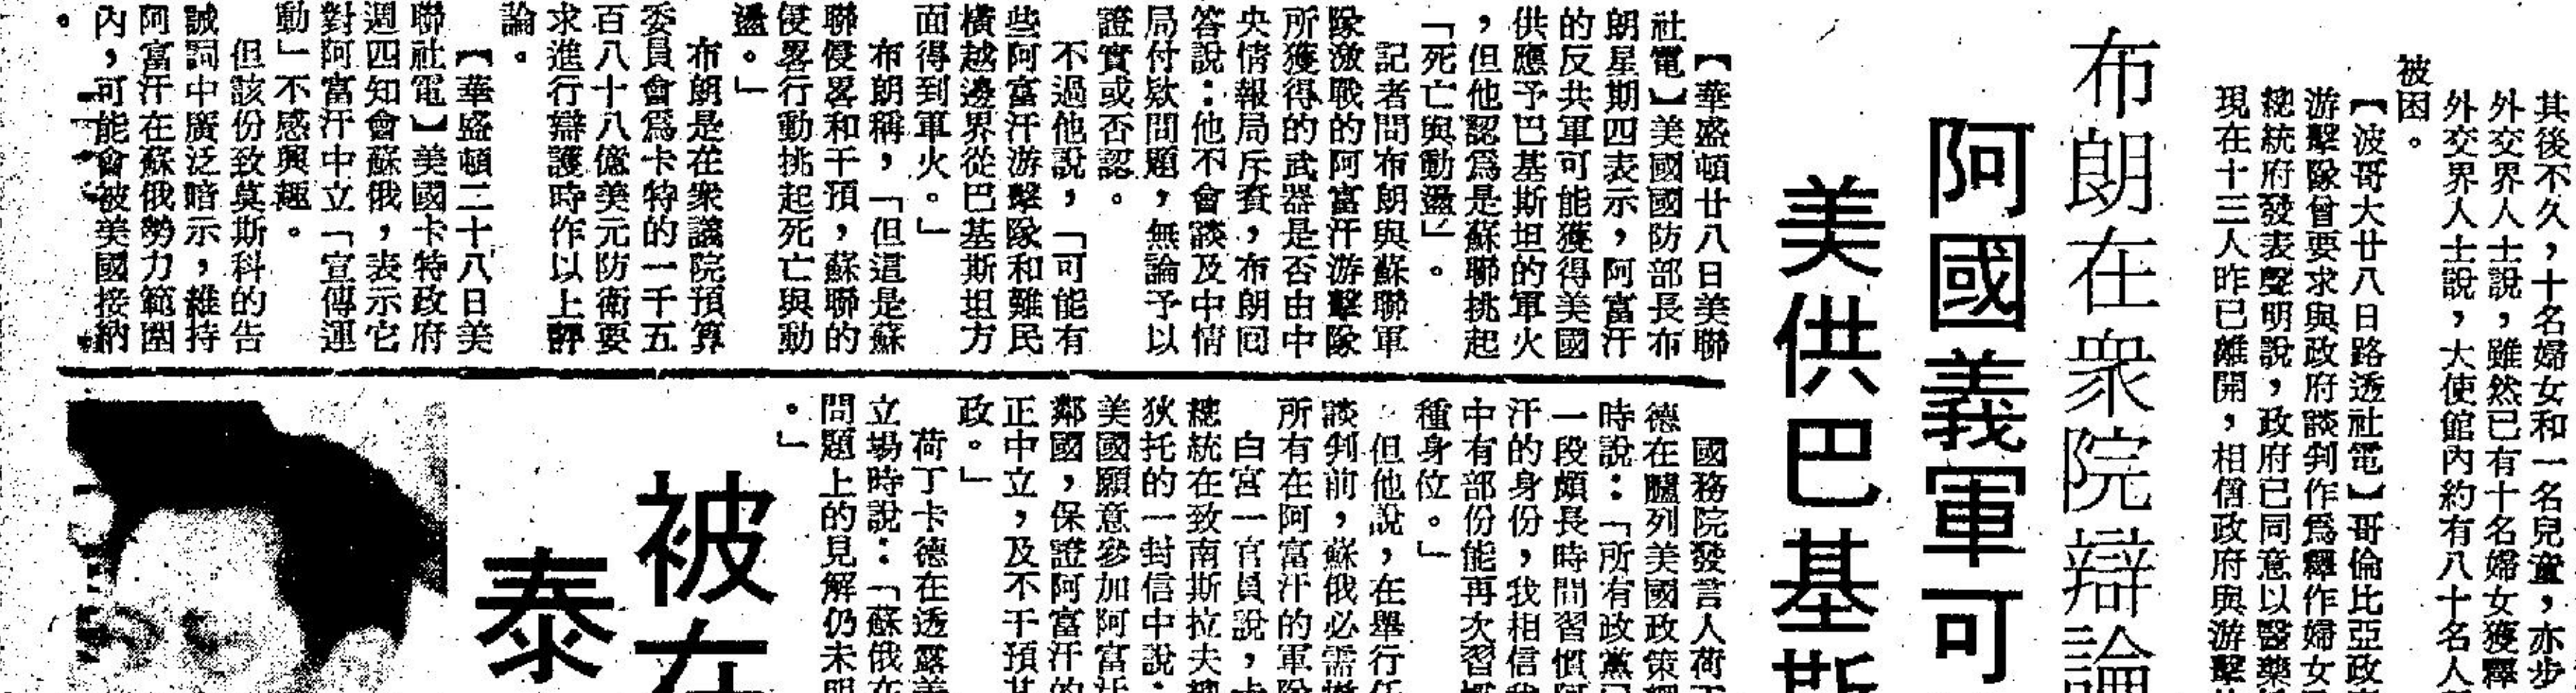 其後不久，十名婦女和一名兒童，亦步
外交界人士說，雖然已有十名婦女獲釋
外交界人士說，大使館內約有八十名人
被困。
【波哥大廿八日路透社電】哥倫比亞政
游擊隊曾要求與政府談判作爲釋作婦女
總統府發表聲明說，政府已同意以醫藥
現在十三人昨已離開，相信政府與游擊
布朗在衆院辯論
阿國義軍可
美供巴基斯
【華盛頓廿八日美聯
社電】美國國防部長布
朗星期四表示，阿富汗
的反共軍可能獲得美國
供應予巴基斯坦的軍火
，但他認爲是蘇聯挑起
「死亡與動盪」。
記者問布朗與蘇聯軍
隊激戰的阿富汗游擊隊
所獲得的武器是否由中
央情報局斥資，布朗回
答說：他不會談及中情
局付欵問題，無論予以
證實或否認。
不過他說，「可能有
些阿富汗游擊隊和難民
橫越邊界從巴基斯坦方
面得到軍火。」
布朗稱，「但這是蘇
聯侵畧和干預，蘇聯的
侵畧行動挑起死亡與動
盪。」
布朗是在衆議院預算
委員會爲卡特的一千五
百八十八億美元防衛要
求進行辯護時作以上評
論。
【華盛頓二十八日美
聯社電】美國卡特政府
週四知會蘇俄，表示它
對阿富汗中立「宣傳運
動」不感興趣。
但該份致莫斯科的告
誡詞中廣泛暗示，維持
阿富汗在蘇俄勢力範圍
內，可能會被美國接納
。
國務院發言人荷丁
德在臚列美國政策綱
時說：「所有政黨已
一段頗長時間習慣阿
汗的身份，我相信我
中有部份能再次習慣
種身位。」
但他說，在舉行任
談判前，蘇俄必需撤
所有在阿富汗的軍隊
白宮一官員說，卡
總統在致南斯拉夫總
狄托的一封信中說：
美國願意參加阿富汗
鄰國，保證阿富汗的
正中立，及不干預其
政。」
荷丁卡德在透露美
立場時說：「蘇俄在
問題上的見解仍未明
。」
被在
泰